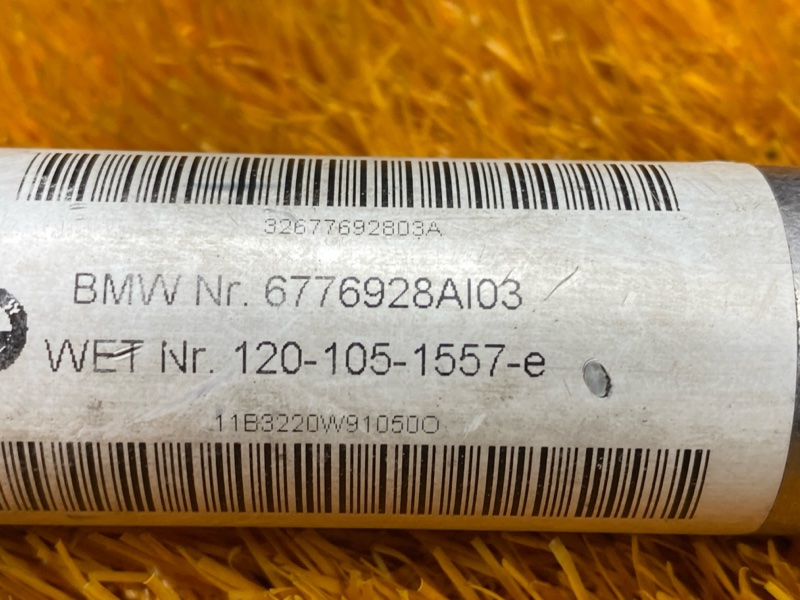 32677692803A
BMW Nr. 6776928AI03
WET Nr. 120-105-1557-e
11B3220W91050O